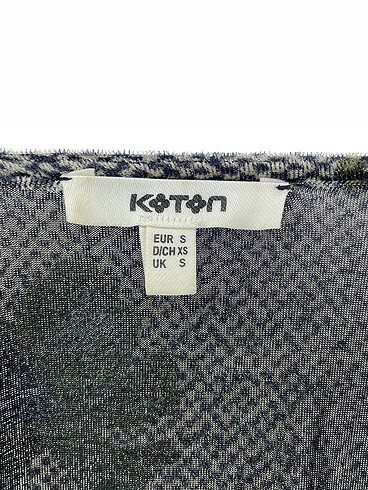 KOTON
EUR S
D/CH XS
UK S